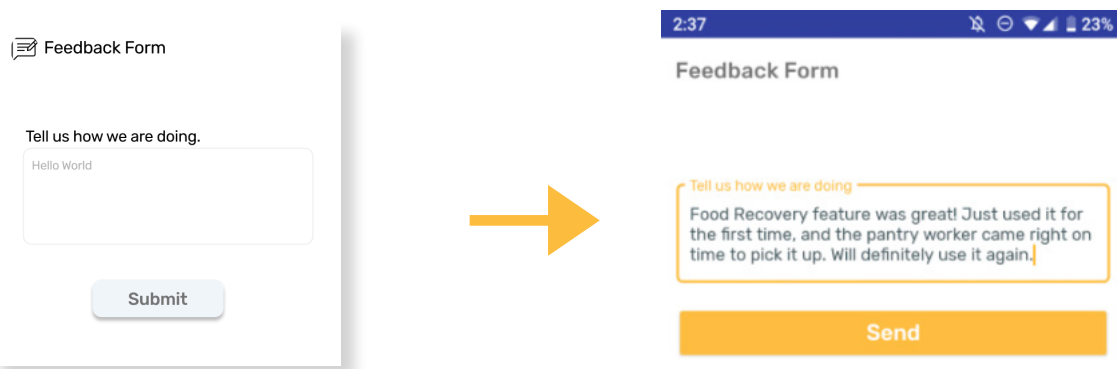 Feedback Form
Tell us how we are doing.
Hello World
Submit
2:37
23%
Feedback Form
Tell us how we are doing
Food Recovery feature was great! Just used it for
the first time, and the pantry worker came right on
time to pick it up. Will definitely use it again.
Send